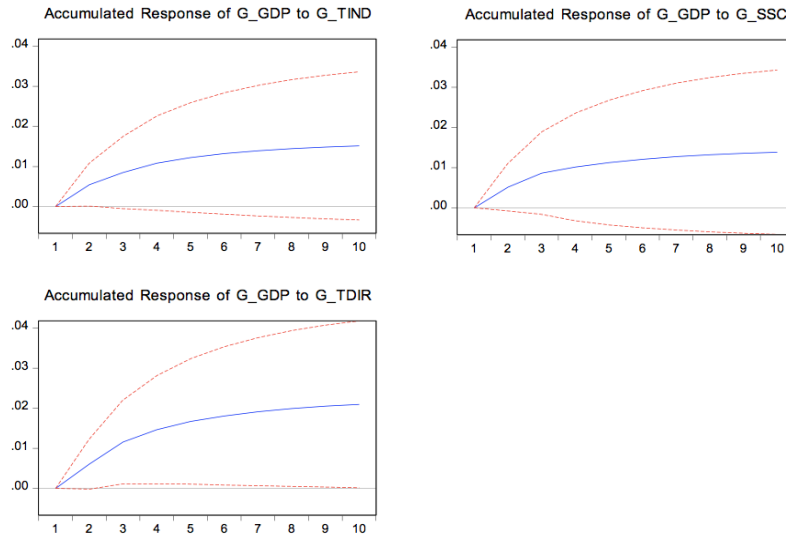 Accumulated Response of G_GDP to G_TIND
.04
.03
.02
.01
.00
1 2 3 4 5 6 7 8 9 10
Accumulated Response of G_GDP to G_SSC
.04
.03
.02
.01
.00
1 2 3 4 5 6 7 8 9 10
Accumulated Response of G_GDP to G_TDIR
.04
.03
.02
.01
.00
1 2 3 4 5 6 7 8 9 10